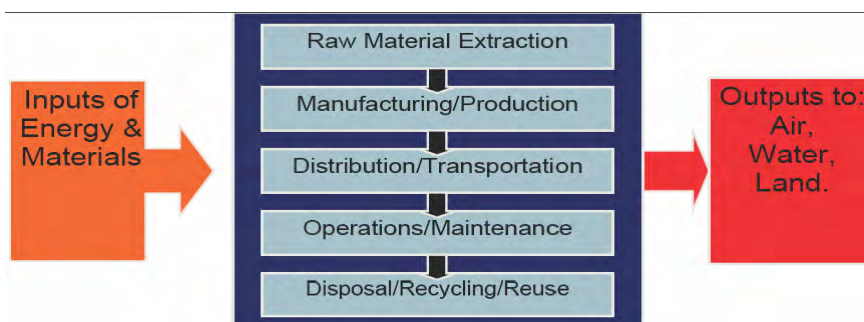 Inputs of
Energy &
Materials
Raw Material Extraction
Manufacturing/Production
Distribution/Transportation
Operations/Maintenance
Disposal/Recycling/Reuse
Outputs to:
Air,
Water,
Land.